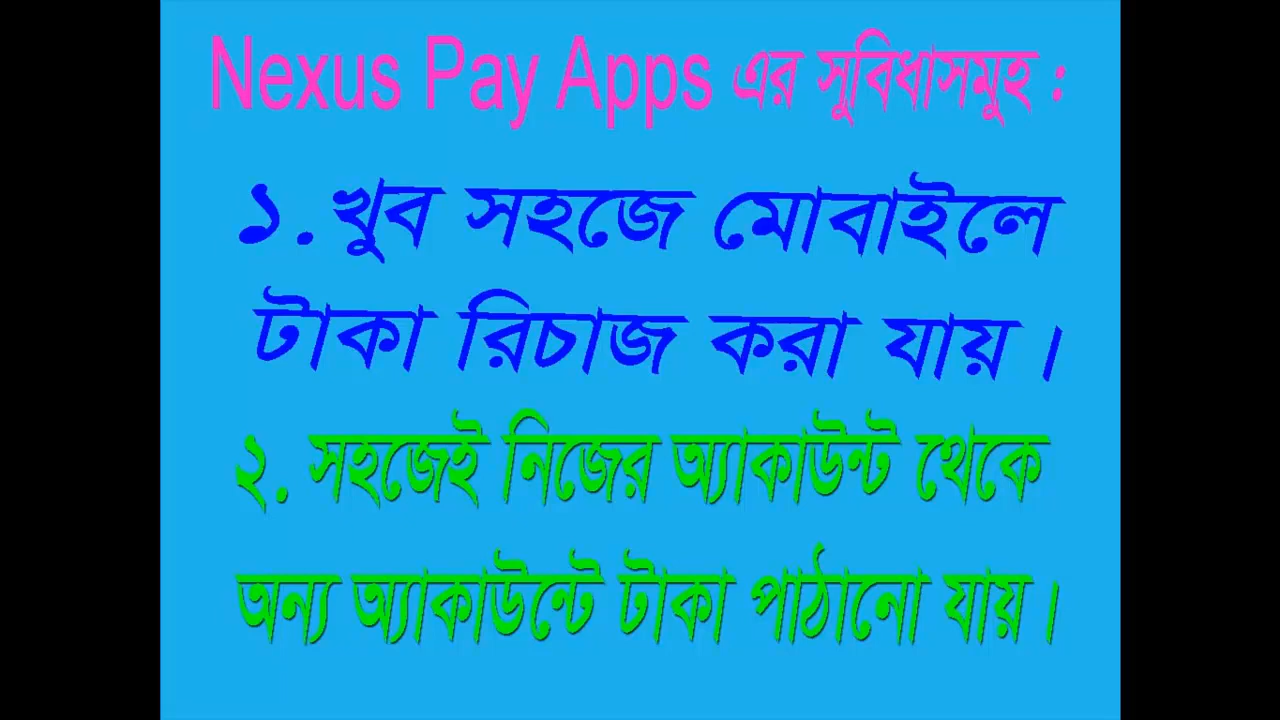 Nexus Pay Apps এর সুবিধাসমুহ :
১. খুব সহজে মোবাইলে
টাকা রিচাজ করা যায় ।
২. সহজেই নিজের অ্যাকাউন্ট থেকে
অন্য অ্যাকাউন্টে টাকা পাঠানো যায় ।